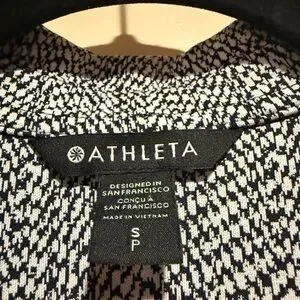 ATHLETA
DESIGNED IN
SAN FRANCISCO
CONÇU À
SAN FRANCISCO
MADE IN VIETNAM
S
P